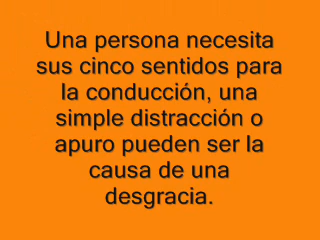 Una persona necesita
sus cinco sentidos para
la conducción, una
simple distracción o
apuro pueden ser la
causa de una
desgracia.